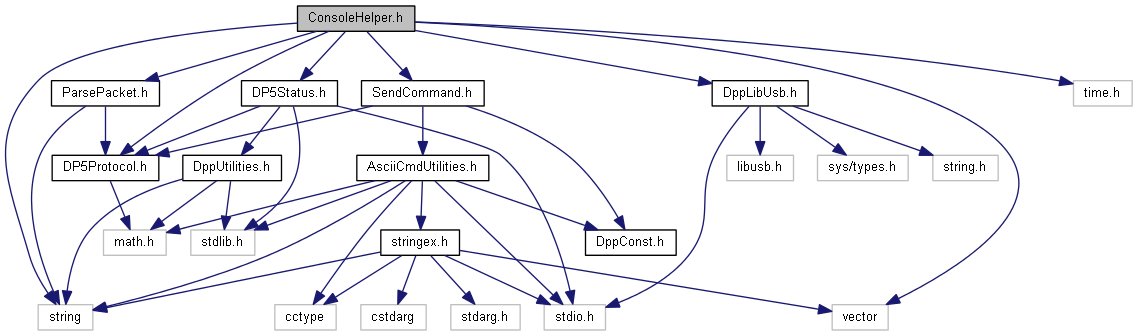 ConsoleHelper.h
ParsePacket.h
DP5Status.h
SendCommand.h
DppLibUsb.h
time.h
DP5Protocol.h
DppUtilities.h
AsciiCmdUtilities.h
libusb.h
sys/types.h
string.h
math.h
stdlib.h
stringex.h
DppConst.h
string
cctype
cstdarg
stdarg.h
stdio.h
vector